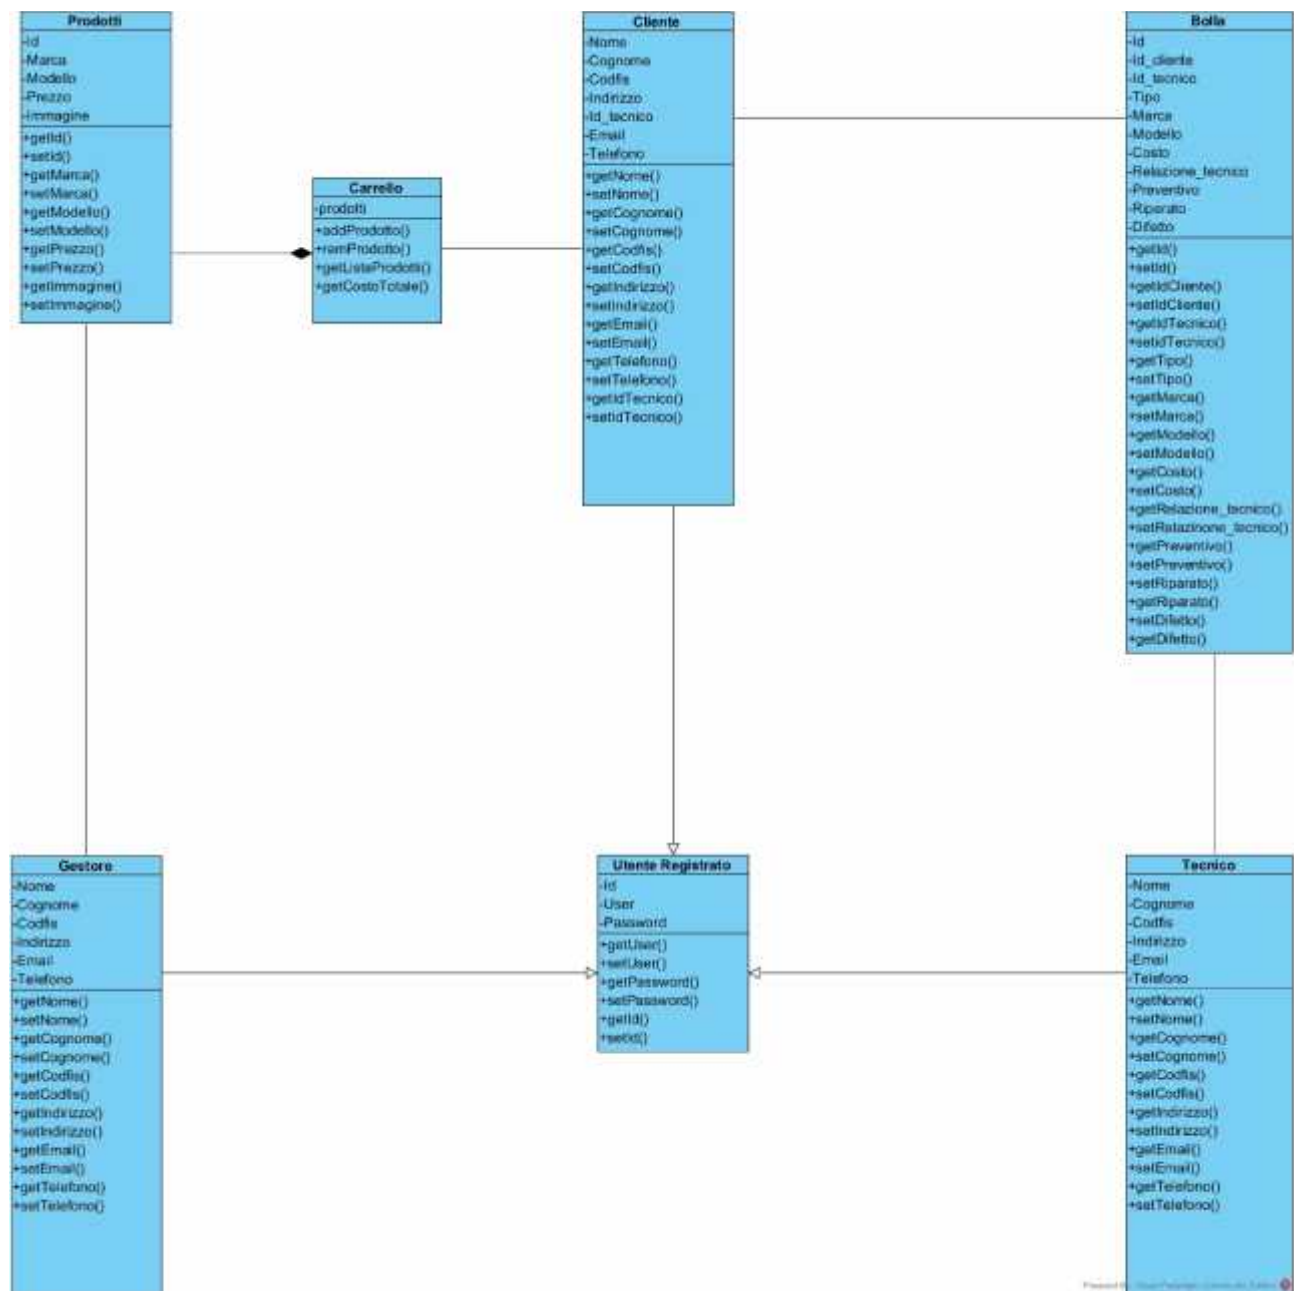 Prodotti
-Id
-Marca
-Modello
-Prezzo
-Immagine
+getId()
+setId()
+getMarca()
+setMarca()
+getModello()
+setModello()
+getPrezzo()
+setPrezzo()
+getImmagine()
+setImmagine()
Carrello
-prodotti
+addProdotto()
+remProdotto()
+getListaProdotti()
+getCostoTotale()
Cliente
-Nome
-Cognome
-Codfis
-Indirizzo
-Id_tecnico
-Email
-Telefono
+getNome()
+setNome()
+getCognome()
+setCognome()
+getCodfis()
+setCodfis()
+getIndirizzo()
+setIndirizzo()
+getEmail()
+setEmail()
+getTelefono()
+setTelefono()
+getIdTecnico()
+setIdTecnico()
Bolla
-Id
-Id_cliente
-Id_tecnico
-Tipo
-Marca
-Modello
-Costo
-Relazione_tecnico
-Preventivo
-Riparato
-Difetto
+getId()
+setId()
+getIdCliente()
+setIdCliente()
+getIdTecnico()
+setIdTecnico()
+getTipo()
+setTipo()
+getMarca()
+setMarca()
+getModello()
+setModello()
+getCosto()
+setCosto()
+getRelazione_tecnico()
+setRelazinone_tecnico()
+getPreventivo()
+setPreventivo()
+setRiparato()
+getRiparato()
+setDifetto()
+getDifetto()
Gestore
-Nome
-Cognome
-Codfis
-Indirizzo
-Email
-Telefono
+getNome()
+setNome()
+getCognome()
+setCognome()
+getCodfis()
+setCodfis()
+getIndirizzo()
+setIndirizzo()
+getEmail()
+setEmail()
+getTelefono()
+setTelefono()
Utente Registrato
-Id
-User
-Password
+getUser()
+setUser()
+getPassword()
+setPassword()
+getId()
+setId()
Tecnico
-Nome
-Cognome
-Codfis
-Indirizzo
-Email
-Telefono
+getNome()
+setNome()
+getCognome()
+setCognome()
+getCodfis()
+setCodfis()
+getIndirizzo()
+setIndirizzo()
+getEmail()
+setEmail()
+getTelefono()
+setTelefono()